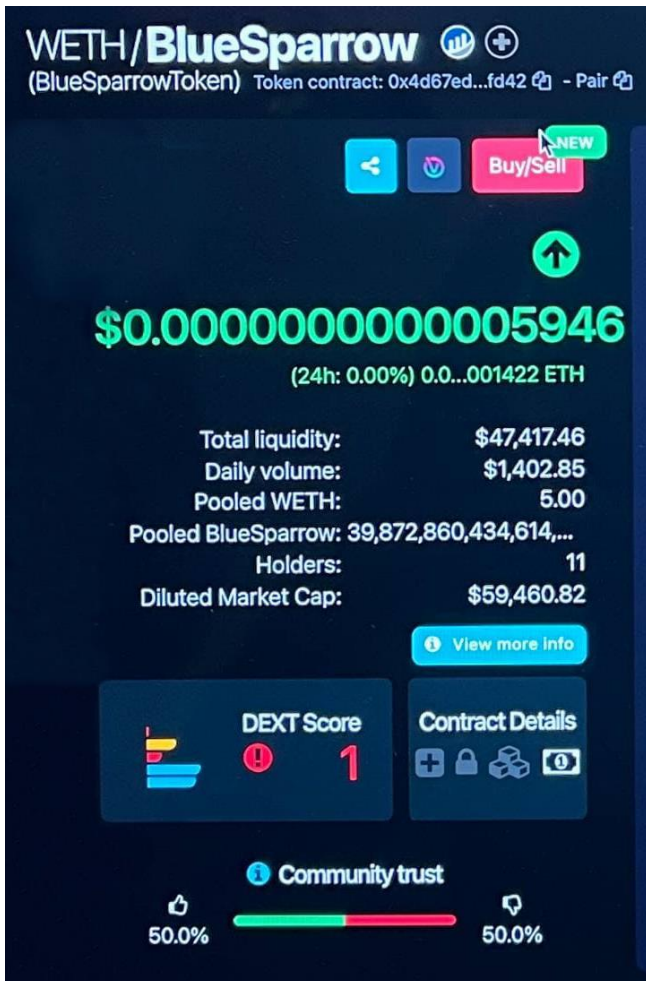 WETH/BlueSparrow
(BlueSparrowToken) Token contract: 0x4d67ed...fd42 - Pair
NEW
Buy/Sell
$0.0000000000005946
(24h: 0.00%) 0.0...001422 ETH
Total liquidity: $47,417.46
Daily volume: $1,402.85
Pooled WETH: 5.00
Pooled BlueSparrow: 39,872,860,434,614,...
Holders: 11
Diluted Market Cap: $59,460.82
View more info
DEXT Score
1
Contract Details
Community trust
50.0%
50.0%